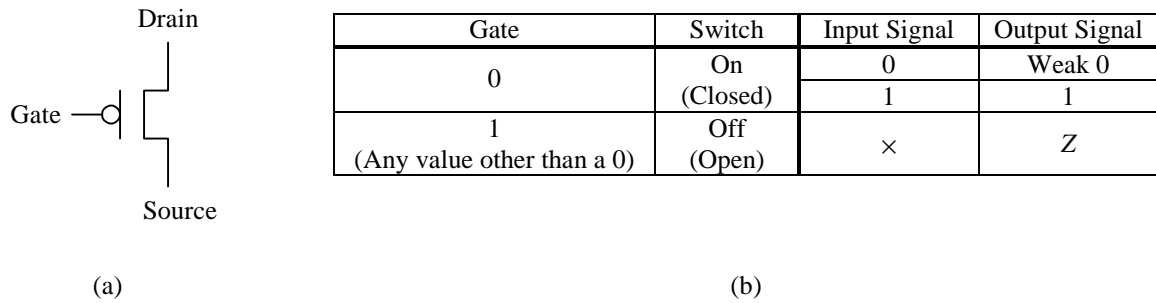 Drain
Gate
Source
(a)
Gate Switch Input Signal Output Signal
0 On (Closed) 0 Weak 0
1 1
1 (Any value other than a 0) Off (Open) × Z
(b)